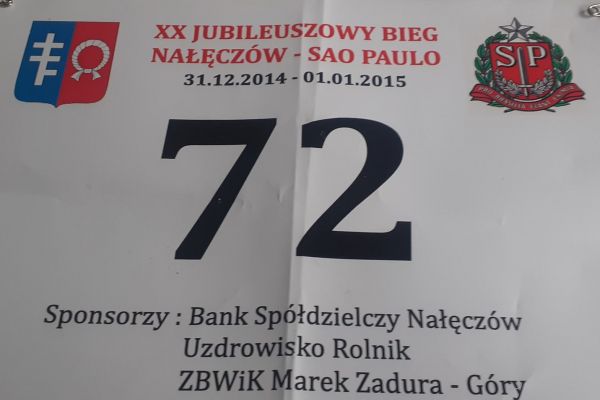 XX JUBILEUSZOWY BIEG
NAŁĘCZÓW - SAO PAULO
31.12.2014 - 01.01.2015
SP
72
Sponsorzy : Bank Spółdzielczy Nałęczów
Uzdrowisko Rolnik
ZBWiK Marek Zadura - Góry